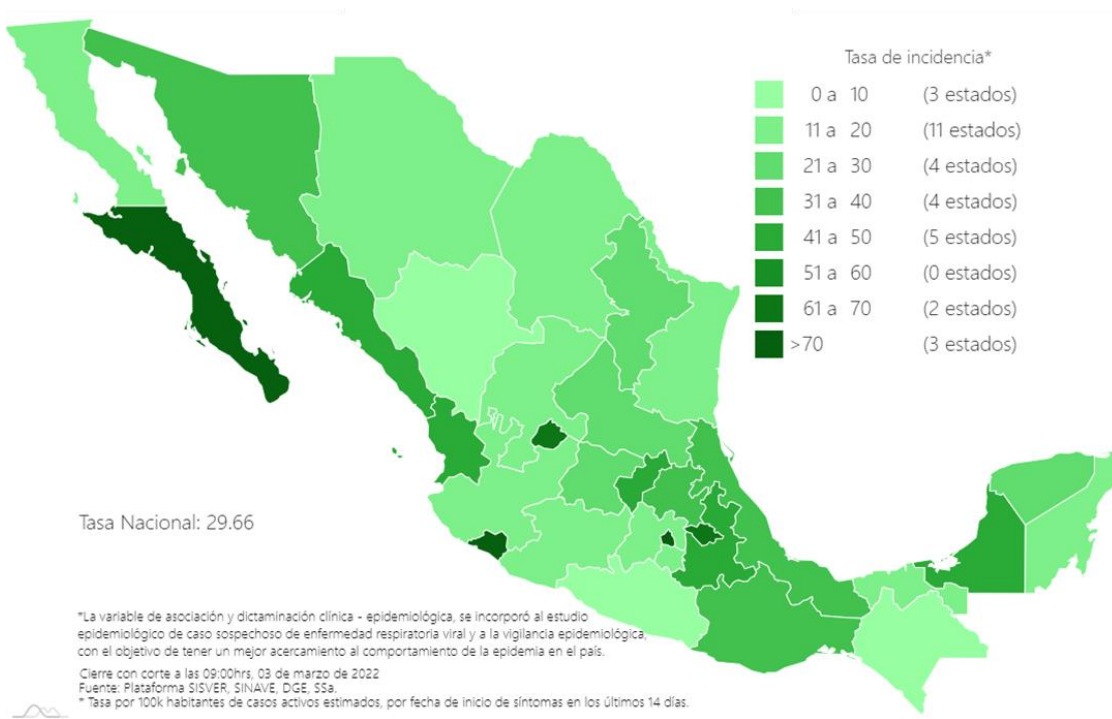 Tasa de incidencia*
0 a 10 (3 estados)
11 a 20 (11 estados)
21 a 30 (4 estados)
31 a 40 (4 estados)
41 a 50 (5 estados)
51 a 60 (0 estados)
61 a 70 (2 estados)
>70 (3 estados)
Tasa Nacional: 29.66
*La variable de asociación y dictaminación clínica - epidemiológica, se incorporó al estudio
epidemiológico de caso sospechoso de enfermedad respiratoria viral y a la vigilancia epidemiológica,
con el objetivo de tener un mejor acercamiento al comportamiento de la epidemia en el país.
Cierre con corte a las 09:00hrs, 03 de marzo de 2022
Fuente: Plataforma SISVER, SINAVE, DGE, SSa.
* Tasa por 100k habitantes de casos activos estimados, por fecha de inicio de síntomas en los últimos 14 días.